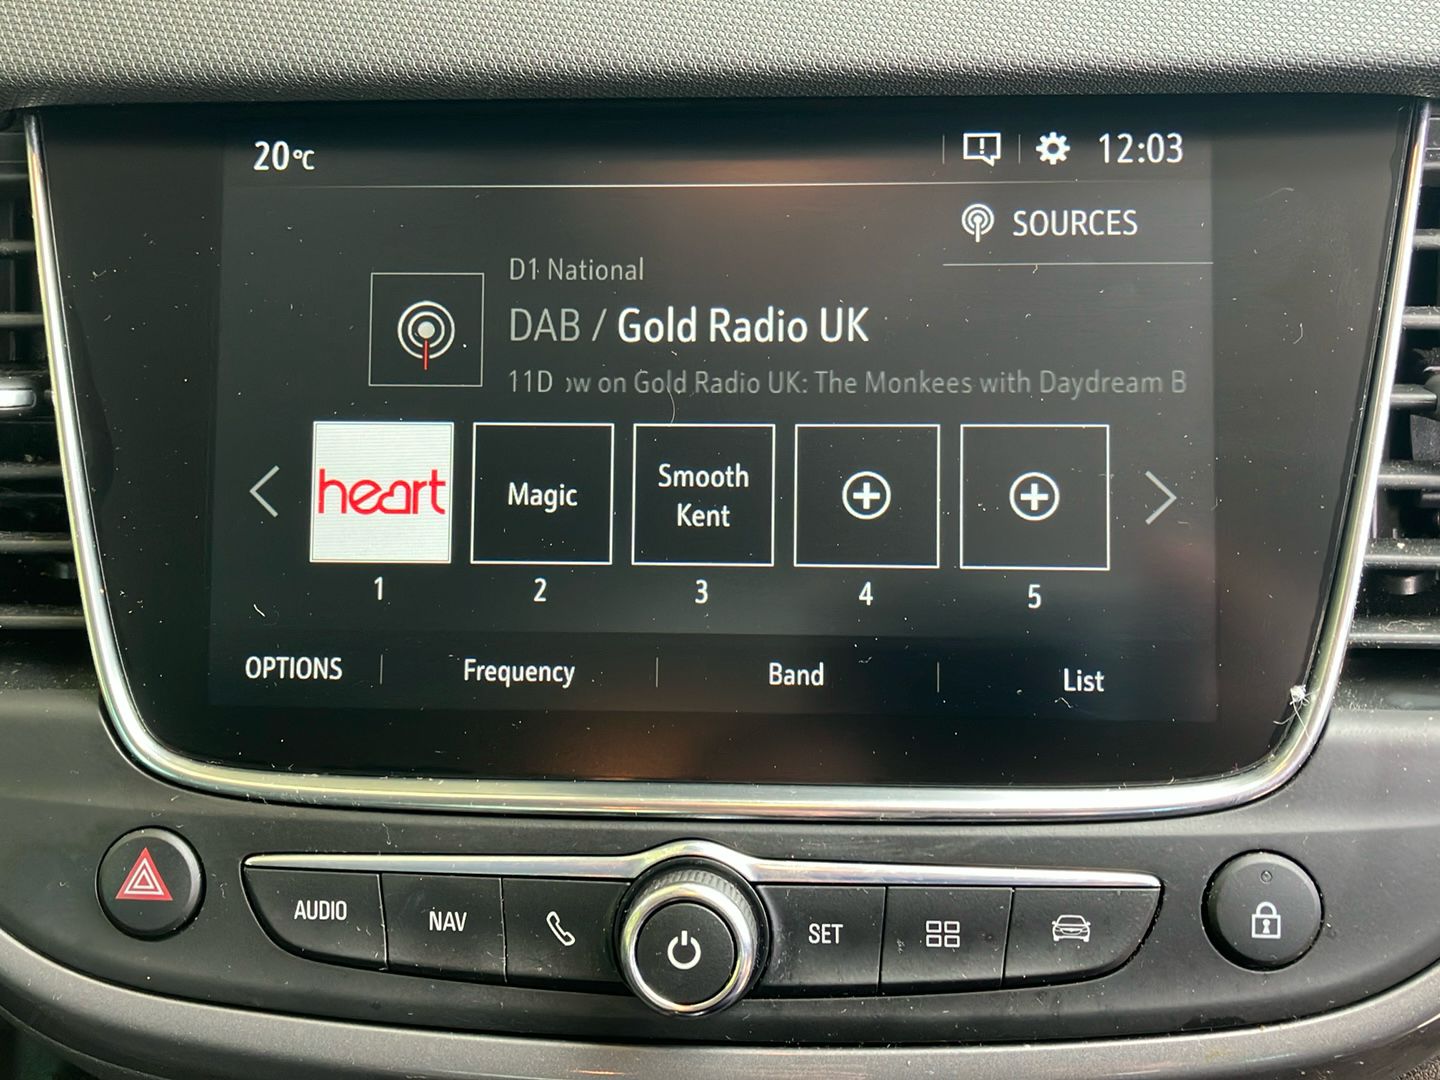 20°C
12:03
SOURCES
D1 National
DAB / Gold Radio UK
11D ow on Gold Radio UK: The Monkees with Daydream B
heart
Magic
Smooth
Kent
1
2
3
4
5
OPTIONS
Frequency
Band
List
AUDIO
NAV
SET